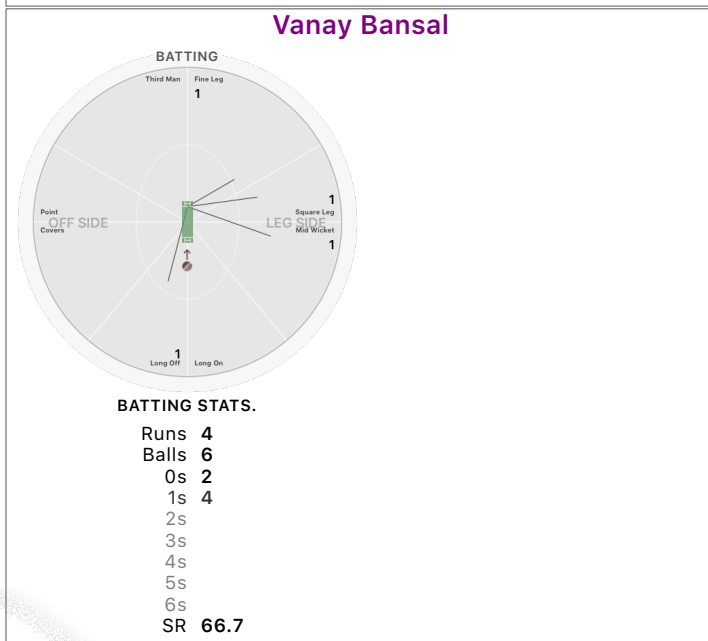 Vanay Bansal
BATTING
Third Man Fine Leg
1
1
Point Square Leg
OFF SIDE LEG SIDE
Covers Mid Wicket
1
1
Long Off Long On
BATTING STATS.
Runs 4
Balls 6
0s 2
1s 4
2s
3s
4s
5s
6s
SR 66.7